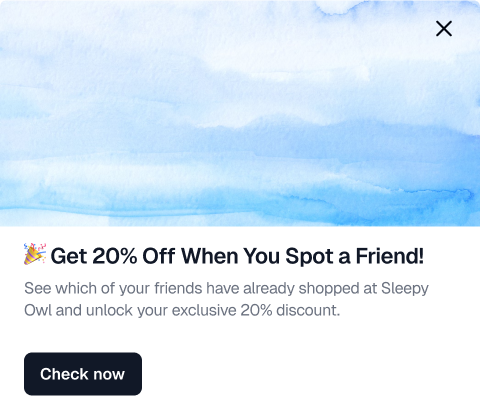 🎉 Get 20% Off When You Spot a Friend!
See which of your friends have already shopped at Sleepy
Owl and unlock your exclusive 20% discount.
Check now